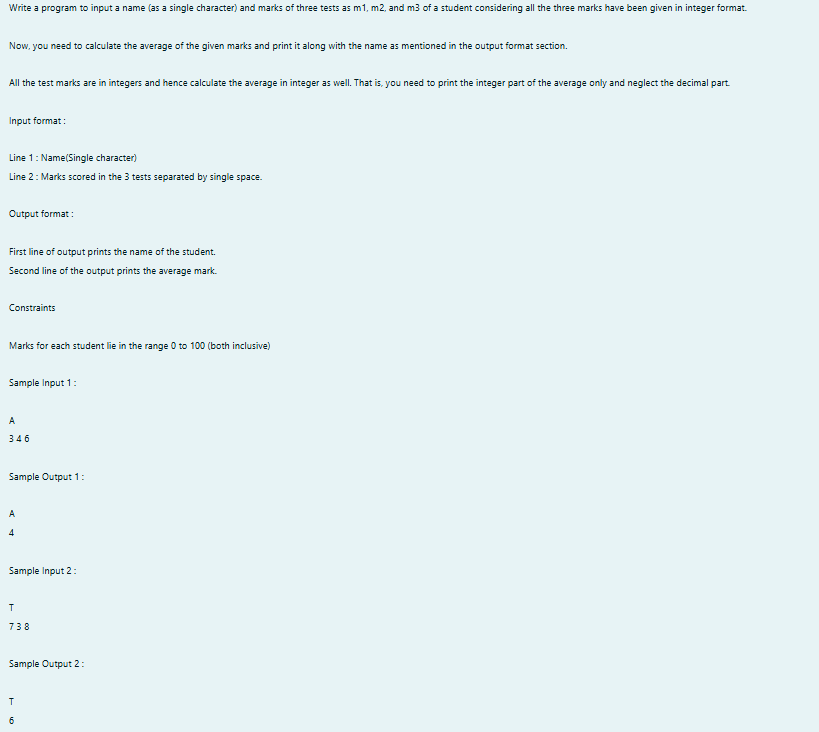 Write a program to input a name (as a single character) and marks of three tests as m1, m2, and m3 of a student considering all the three marks have been given in integer format.
Now, you need to calculate the average of the given marks and print it along with the name as mentioned in the output format section.
All the test marks are in integers and hence calculate the average in integer as well. That is, you need to print the integer part of the average only and neglect the decimal part.
Input format :
Line 1 : Name(Single character)
Line 2 : Marks scored in the 3 tests separated by single space.
Output format :
First line of output prints the name of the student.
Second line of the output prints the average mark.
Constraints
Marks for each student lie in the range 0 to 100 (both inclusive)
Sample Input 1 :
A
3 4 6
Sample Output 1 :
A
4
Sample Input 2 :
T
7 3 8
Sample Output 2 :
T
6